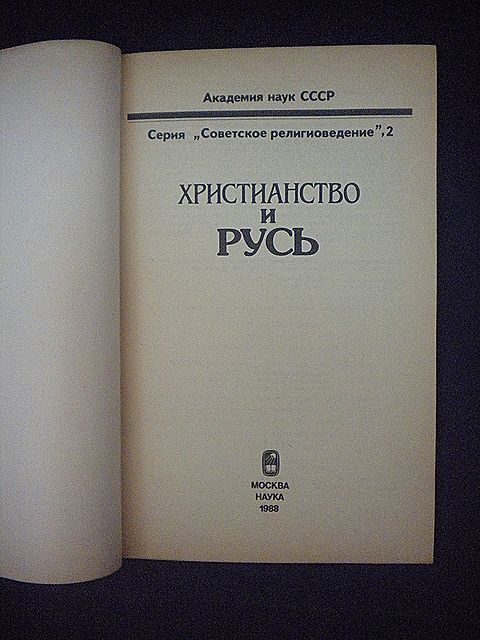 Академия наук СССР
Серия „Советское религиоведение”, 2
ХРИСТИАНСТВО
и
РУСЬ
МОСКВА
НАУКА
1988